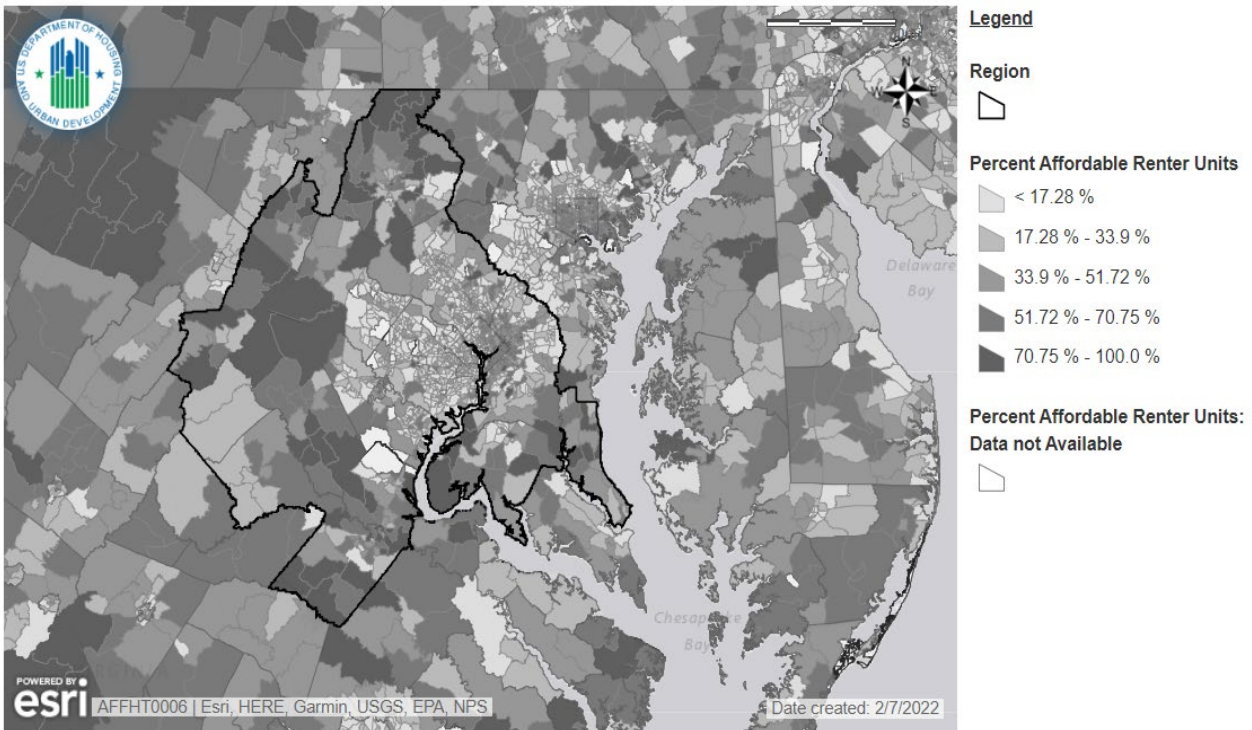 U.S. DEPARTMENT OF HOUSING
AND URBAN DEVELOPMENT
N
W
E
S
Delaware
Bay
Chesapeake
Bay
POWERED BY
esri
AFFHT0006 | Esri, HERE, Garmin, USGS, EPA, NPS
Date created: 2/7/2022
Legend
Region
Percent Affordable Renter Units
< 17.28 %
17.28 % - 33.9 %
33.9 % - 51.72 %
51.72 % - 70.75 %
70.75 % - 100.0 %
Percent Affordable Renter Units:
Data not Available